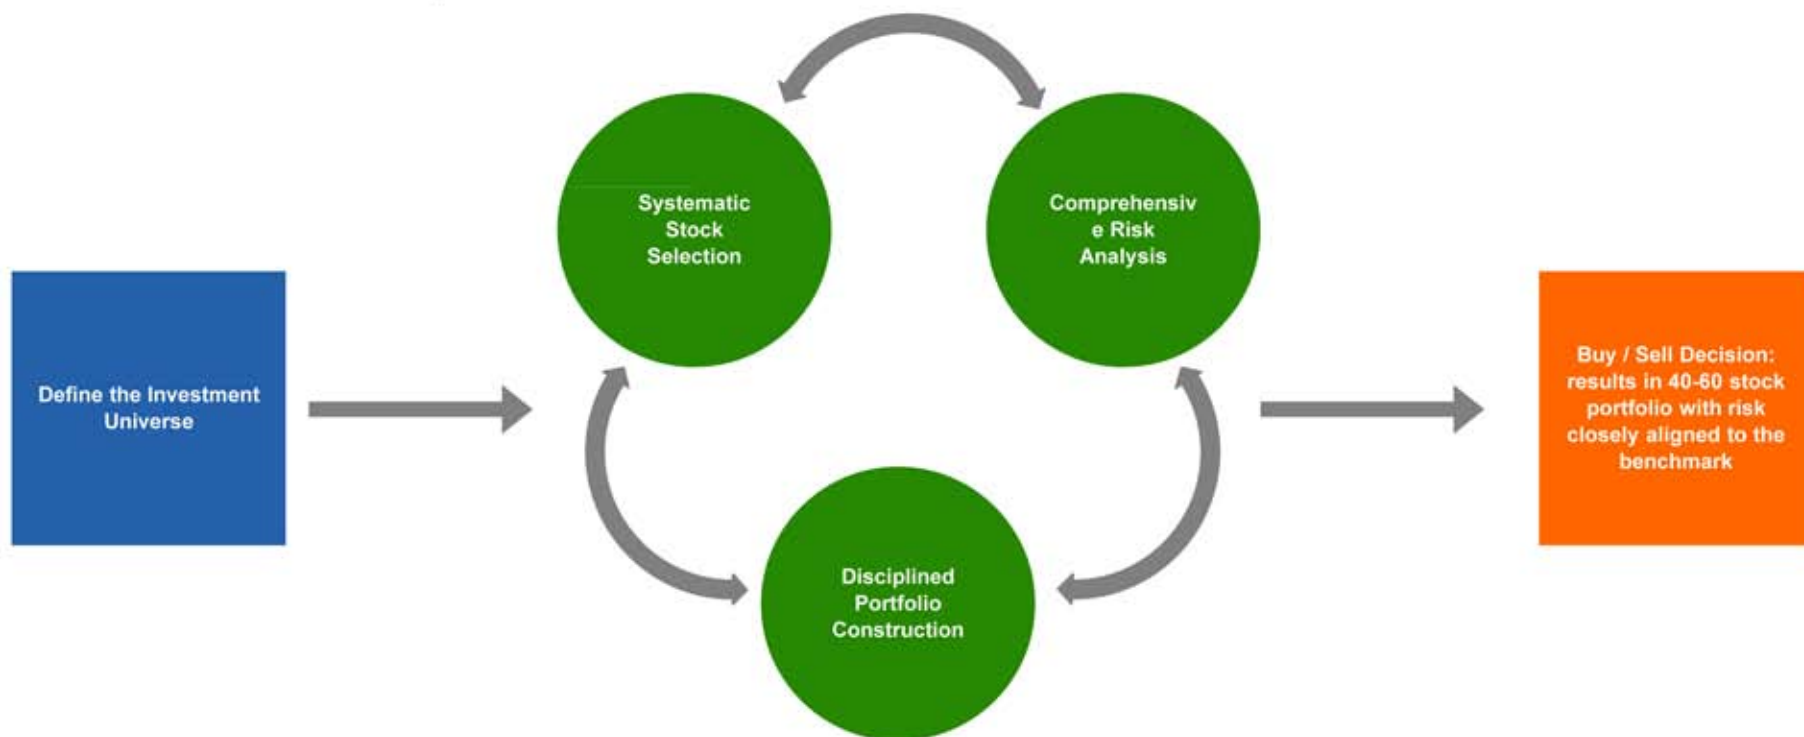 Systematic
Stock
Selection
Comprehensiv
e Risk
Analysis
Define the Investment
Universe
Buy / Sell Decision:
results in 40-60 stock
portfolio with risk
closely aligned to the
benchmark
Disciplined
Portfolio
Construction